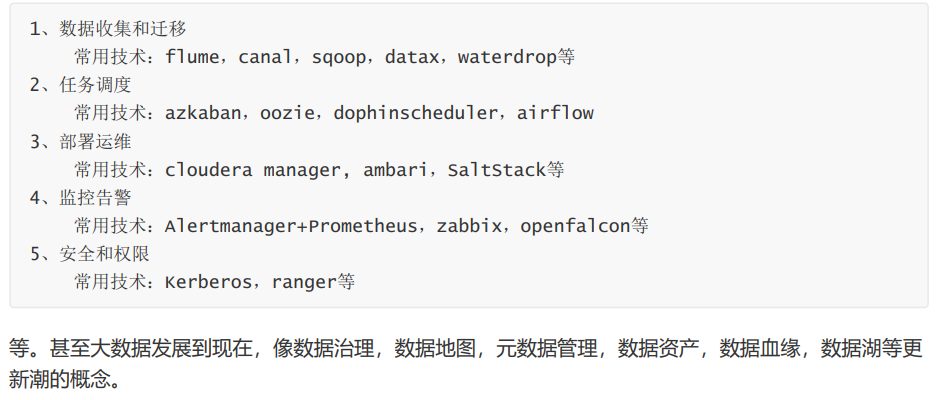 1、数据收集和迁移
常用技术：flume，canal，sqoop，datax，waterdrop等
2、任务调度
常用技术：azkaban，oozie，dophinscheduler，airflow
3、部署运维
常用技术：cloudera manager, ambari，SaltStack等
4、监控告警
常用技术：Alertmanager+Prometheus，zabbix，openfalcon等
5、安全和权限
常用技术：Kerberos，ranger等
等。甚至大数据发展到现在，像数据治理，数据地图，元数据管理，数据资产，数据血缘，数据湖等更
新潮的概念。